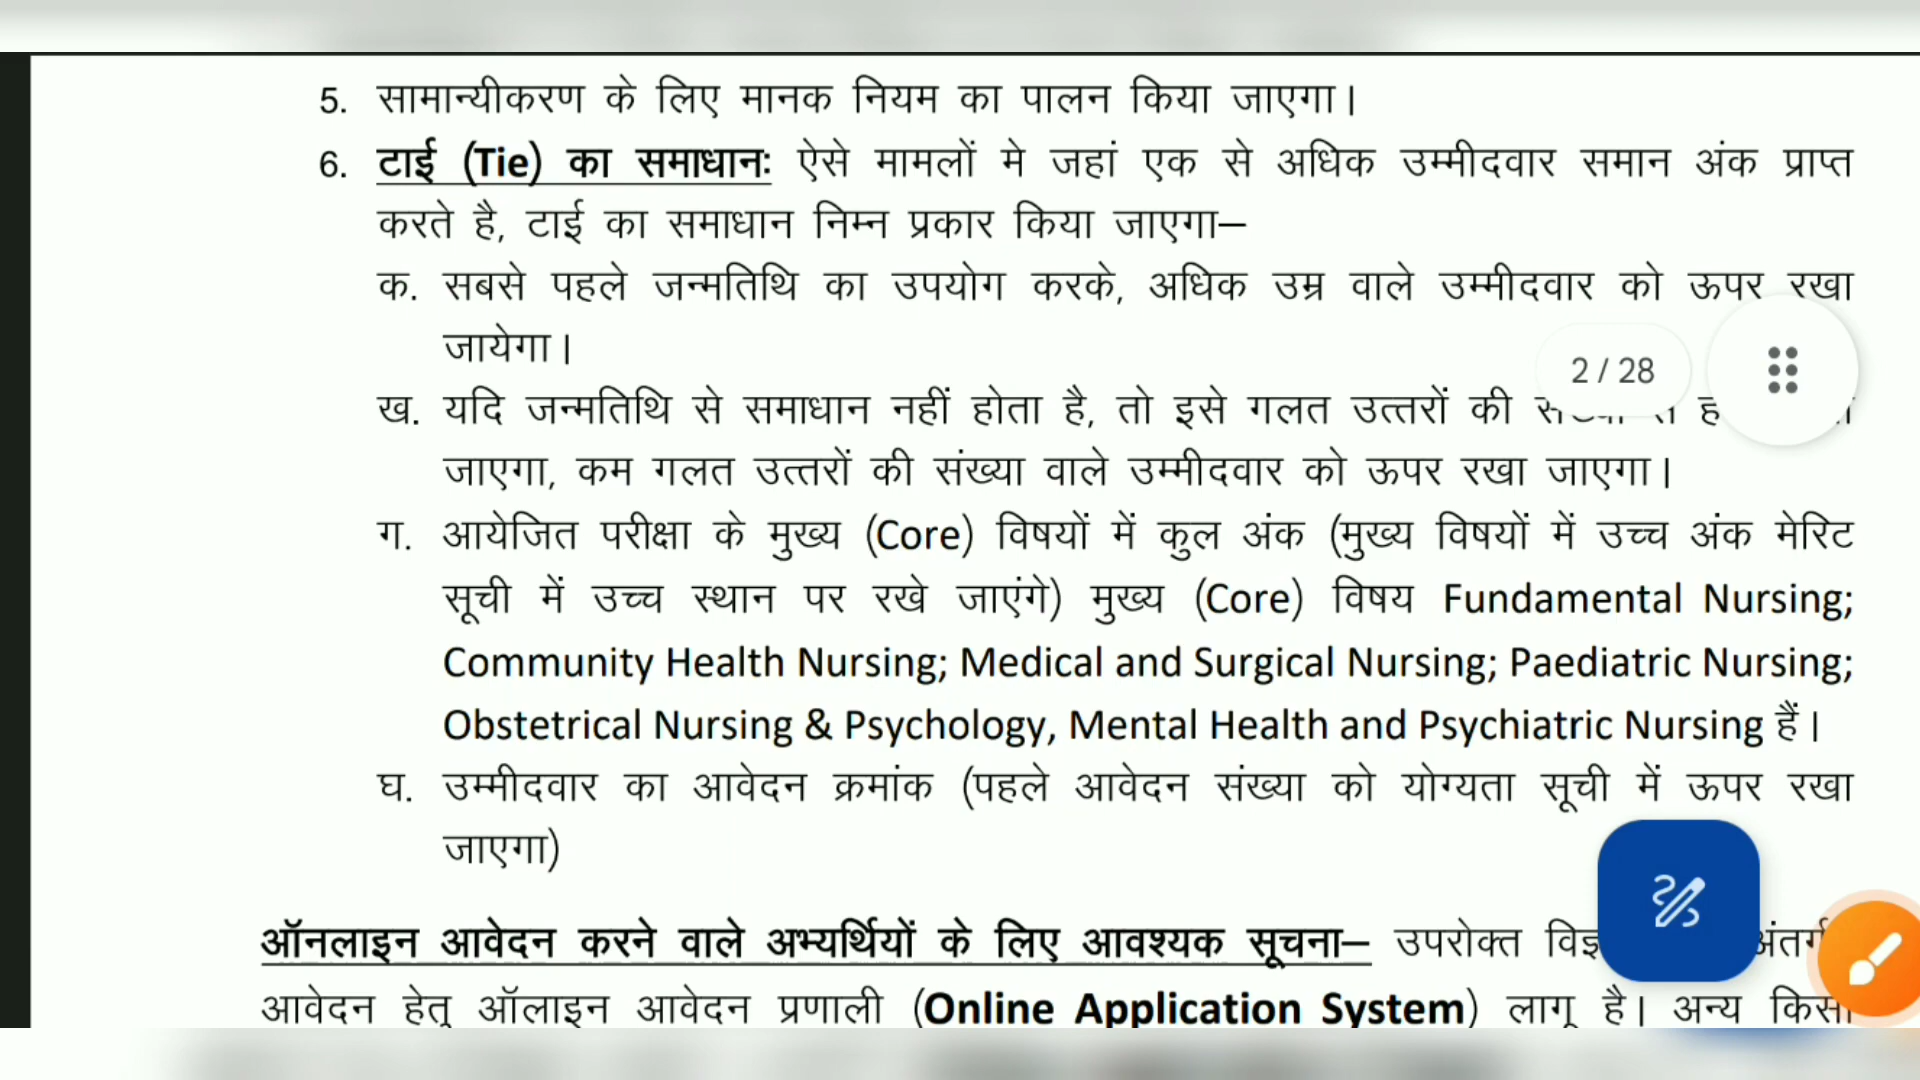 5. सामान्यीकरण के लिए मानक नियम का पालन किया जाएगा।
6. टाई (Tie) का समाधानः ऐसे मामलों मे जहां एक से अधिक उम्मीदवार समान अंक प्राप्त
करते है, टाई का समाधान निम्न प्रकार किया जाएगा—
क. सबसे पहले जन्मतिथि का उपयोग करके, अधिक उम्र वाले उम्मीदवार को ऊपर रखा
जायेगा।
2 / 28
ख. यदि जन्मतिथि से समाधान नहीं होता है, तो इसे गलत उत्तरों की
जाएगा, कम गलत उत्तरों की संख्या वाले उम्मीदवार को ऊपर रखा जाएगा।
ग. आयेजित परीक्षा के मुख्य (Core) विषयों में कुल अंक (मुख्य विषयों में उच्च अंक मेरिट
सूची में उच्च स्थान पर रखे जाएंगे) मुख्य (Core) विषय Fundamental Nursing;
Community Health Nursing; Medical and Surgical Nursing; Paediatric Nursing;
Obstetrical Nursing & Psychology, Mental Health and Psychiatric Nursing हैं।
घ. उम्मीदवार का आवेदन क्रमांक (पहले आवेदन संख्या को योग्यता सूची में ऊपर रखा
जाएगा)
ऑनलाइन आवेदन करने वाले अभ्यर्थियों के लिए आवश्यक सूचना— उपरोक्त
आवेदन हेतु ऑलाइन आवेदन प्रणाली (Online Application System) लागू है। अन्य